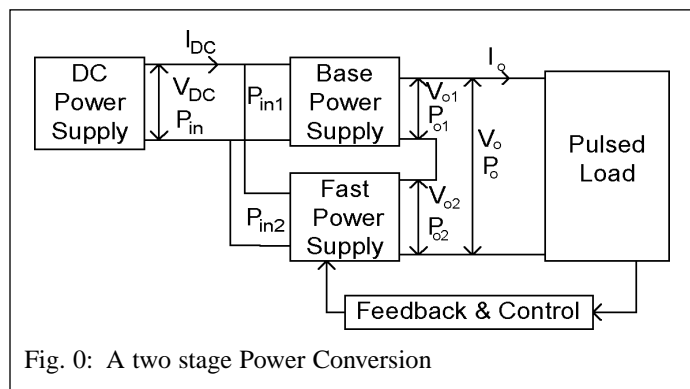 I_DC
DC
Power
Supply
V_DC
P_in
P_in1
Base
Power
Supply
V_o1
P_o1
I_o
V_o
P_o
Pulsed
Load
P_in2
Fast
Power
Supply
V_o2
P_o2
Feedback & Control
Fig. 0: A two stage Power Conversion